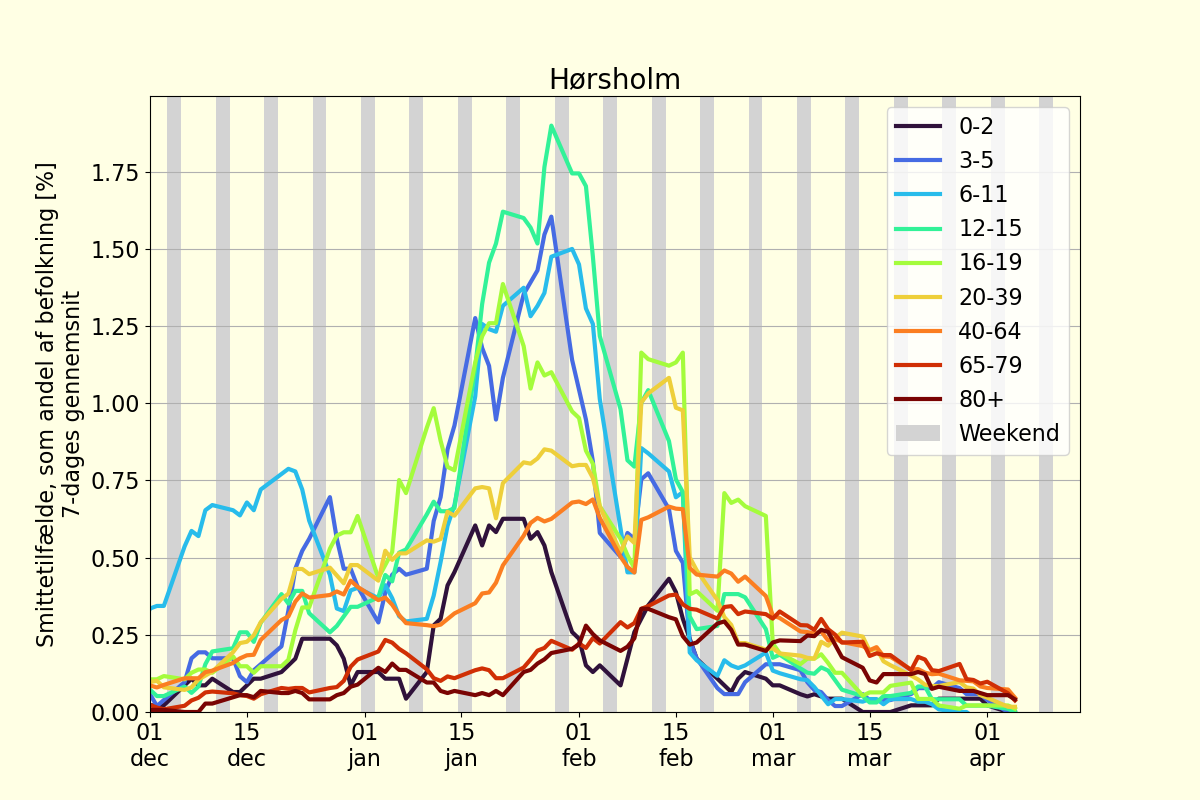 Hørsholm
Smittetilfælde, som andel af befolkning [%]
7-dages gennemsnit
1.75
1.50
1.25
1.00
0.75
0.50
0.25
0.00
01 15 01 15 01 15 01 15 01
dec dec jan jan feb feb mar mar apr
0-2
3-5
6-11
12-15
16-19
20-39
40-64
65-79
80+
Weekend